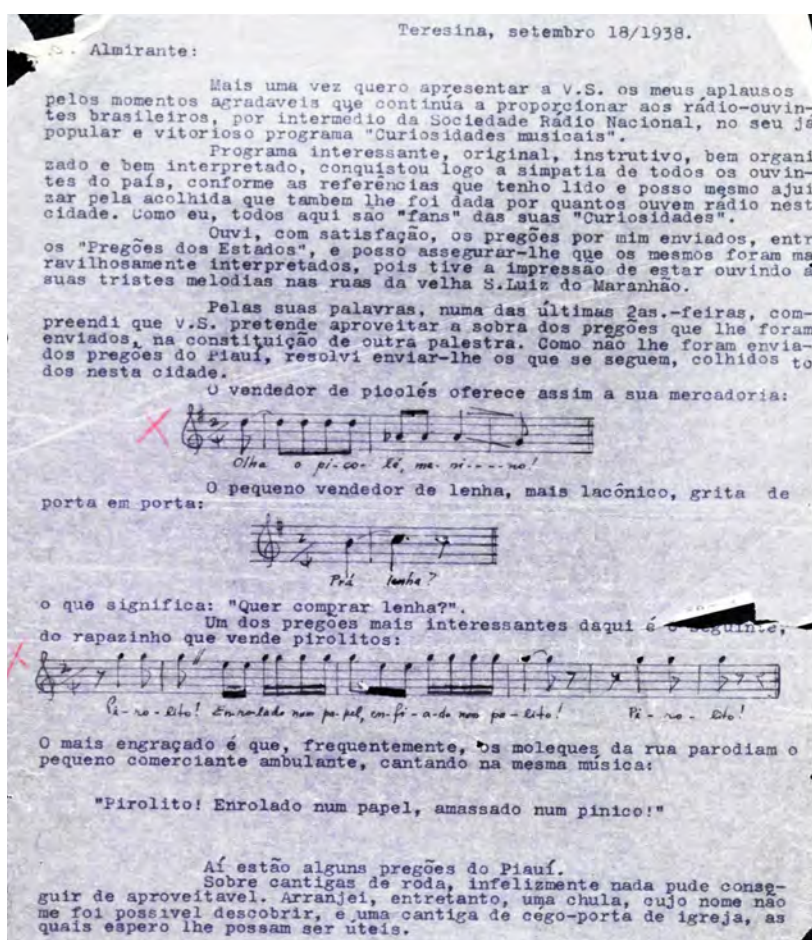 Teresina, setembro 18/1938.
Almirante:
Mais uma vez quero apresentar a V.S. os meus aplausos
pelos momentos agradaveis que continúa a proporcionar aos rádio-ouvin-
tes brasileiros, por intermedio da Sociedade Rádio Nacional, no seu já
popular e vitorioso programa "Curiosidades musicais".
Programa interessante, original, instrutivo, bem organi
zado e bem interpretado, conquistou logo a simpatia de todos os ouvin-
tes do país, conforme as referencias que tenho lido e posso mesmo ajui
zar pela acolhida que tambem lhe foi dada por quantos ouvem rádio nest
cidade. Como eu, todos aqui são "fans" das suas "Curiosidades".
Ouvi, com satisfação, os pregões por mim enviados, entr
os "Pregões dos Estados", e posso assegurar-lhe que os mesmos foram ma
ravilhosamente interpretados, pois tive a impressão de estar ouvindo a
suas tristes melodias nas ruas da velha S.Luiz do Maranhão.
Pelas suas palavras, numa das últimas 2as.-feiras, com-
preendi que V.S. pretende aproveitar a sobra dos pregões que lhe foram
enviados, na constituição de outra palestra. Como não lhe foram envia-
dos pregões do Piauí, resolvi enviar-lhe os que se seguem, colhidos to
dos nesta cidade.
O vendedor de picolés oferece assim a sua mercadoria:
Olha o pi-co-lé, me-ni----no!
O pequeno vendedor de lenha, mais lacônico, grita de
porta em porta:
Prá lenha?
o que significa: "Quer comprar lenha?".
Um dos pregões mais interessantes daqui é o seguinte,
do rapazinho que vende pirolitos:
Pi-ro-lito! Enrolado num pa-pel, en-fi-a-do num pa-lito! Pi-ro-lito!
O mais engraçado é que, frequentemente, os moleques da rua parodiam o
pequeno comerciante ambulante, cantando na mesma música:
"Pirolito! Enrolado num papel, amassado num pinico!"
Aí estão alguns pregões do Piauí.
Sobre cantigas de roda, infelizmente nada pude conse-
guir de aproveitavel. Arranjei, entretanto, uma chula, cujo nome não
me foi possivel descobrir, e uma cantiga de cégo-porta de igreja, as
quais espero lhe possam ser uteis.